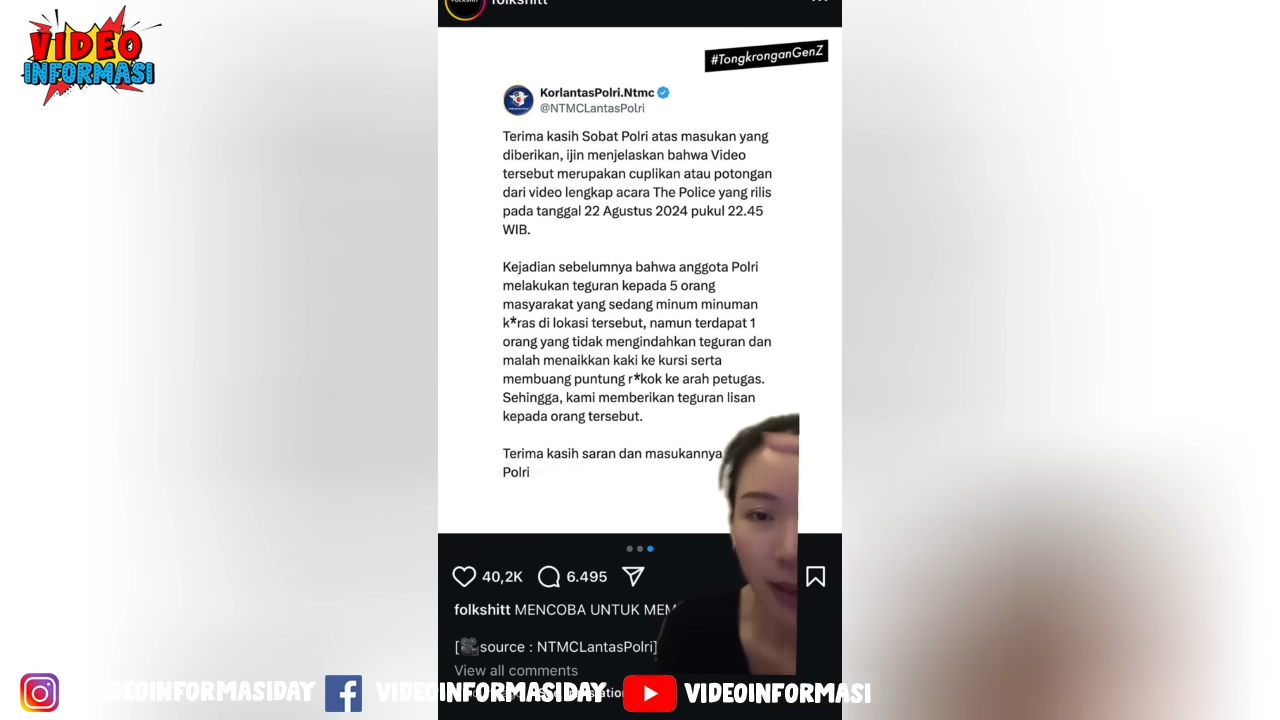 VIDEO
INFORMASI
folkshitt
#TongkronganGenZ
KorlantasPolri.Ntmc
@NTMCLantasPolri
Terima kasih Sobat Polri atas masukan yang
diberikan, ijin menjelaskan bahwa Video
tersebut merupakan cuplikan atau potongan
dari video lengkap acara The Police yang rilis
pada tanggal 22 Agustus 2024 pukul 22.45
WIB.
Kejadian sebelumnya bahwa anggota Polri
melakukan teguran kepada 5 orang
masyarakat yang sedang minum minuman
k*ras di lokasi tersebut, namun terdapat 1
orang yang tidak mengindahkan teguran dan
malah menaikkan kaki ke kursi serta
membuang puntung r*kok ke arah petugas.
Sehingga, kami memberikan teguran lisan
kepada orang tersebut.
Terima kasih saran dan masukannya
Polri
40,2K 6.495
folkshitt MENCOBA UNTUK MEM
[source : NTMCLantasPolri]
View all comments
VIDEOINFORMASIDAY VIDEOINFORMASIDAY VIDEOINFORMASI